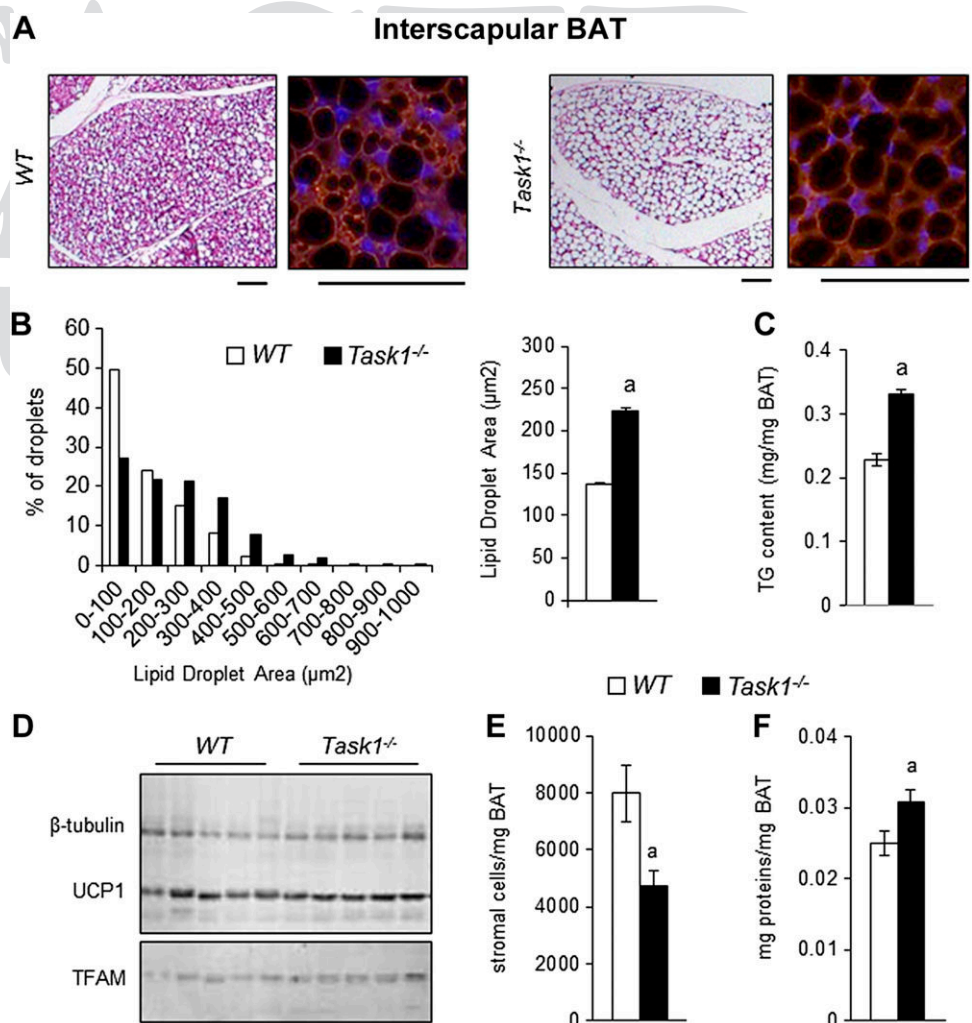 A
Interscapular BAT
WT
Task1-/-
B
60
50
40
30
20
10
0
% of droplets
WT
Task1-/-
0-100
100-200
200-300
300-400
400-500
500-600
600-700
700-800
800-900
900-1000
Lipid Droplet Area (µm2)
300
250
200
150
100
50
0
Lipid Droplet Area (µm2)
a
C
0.4
0.3
0.2
0.1
0
TG content (mg/mg BAT)
a
WT
Task1-/-
D
WT
Task1-/-
β-tubulin
UCP1
TFAM
E
10000
8000
6000
4000
2000
0
stromal cells/mg BAT
a
F
0.04
0.03
0.02
0.01
0
mg proteins/mg BAT
a